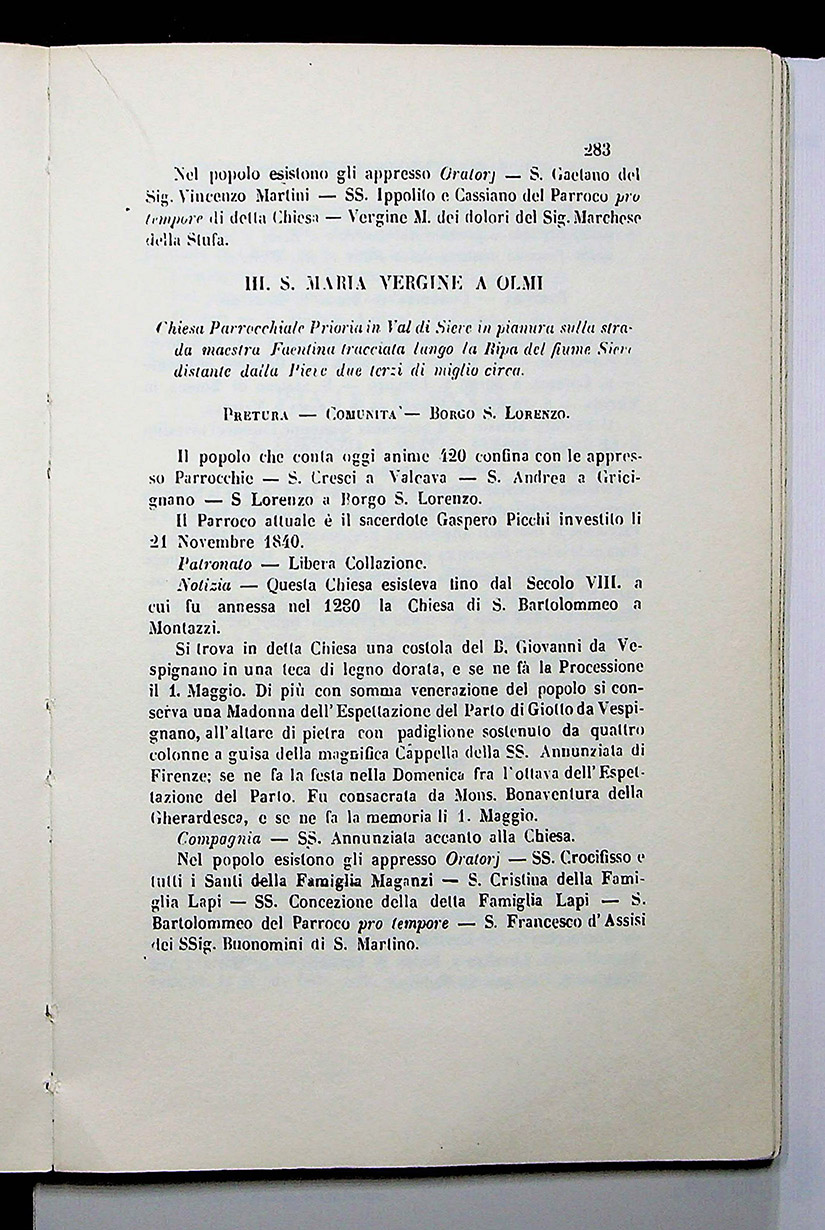 283
Nel popolo esistono gli appresso Oratorj — S. Gaetano del
Sig. Vincenzo Martini — SS. Ippolito e Cassiano del Parroco pro
tempore di detta Chiesa — Vergine M. dei dolori del Sig. Marchese
della Stufa.
III. S. MARIA VERGINE A OLMI
Chiesa Parrocchiale Prioria in Val di Sieve in pianura sulla stra-
da maestra Faentina tracciata lungo la Ripa del fiume Sieve
distante dalla Pieve due terzi di miglio circa.
PRETURA — COMUNITA' — BORGO S. LORENZO.
Il popolo che conta oggi anime 420 confina con le appres-
so Parrocchie — S. Cresci a Valcava — S. Andrea a Grici-
gnano — S Lorenzo a Borgo S. Lorenzo.
Il Parroco attuale è il sacerdote Gaspero Picchi investito li
21 Novembre 1840.
Patronato — Libera Collazione.
Notizia — Questa Chiesa esisteva fino dal Secolo VIII. a
cui fu annessa nel 1280 la Chiesa di S. Bartolommeo a
Montazzi.
Si trova in detta Chiesa una costola del B. Giovanni da Ve-
spignano in una teca di legno dorata, e se ne fà la Processione
il 1. Maggio. Di più con somma venerazione del popolo si con-
serva una Madonna dell'Espettazione del Parto di Giotto da Vespi-
gnano, all'altare di pietra con padiglione sostenuto da quattro
colonne a guisa della magnifica Cappella della SS. Annunziata di
Firenze; se ne fa la festa nella Domenica fra l'ottava dell'Espet-
tazione del Parto. Fu consacrata da Mons. Bonaventura della
Gherardesca, e se ne fa la memoria li 1. Maggio.
Compagnia — SS. Annunziata accanto alla Chiesa.
Nel popolo esistono gli appresso Oratorj — SS. Crocifisso e
tutti i Santi della Famiglia Maganzi — S. Cristina della Fami-
glia Lapi — SS. Concezione della detta Famiglia Lapi — S.
Bartolommeo del Parroco pro tempore — S. Francesco d'Assisi
dei SSig. Buonomini di S. Martino.